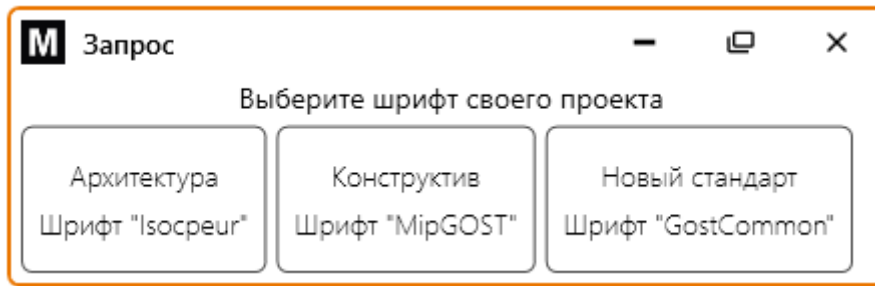 M Запрос
Выберите шрифт своего проекта
Архитектура
Шрифт "Isocpeur"
Конструктив
Шрифт "MipGOST"
Новый стандарт
Шрифт "GostCommon"